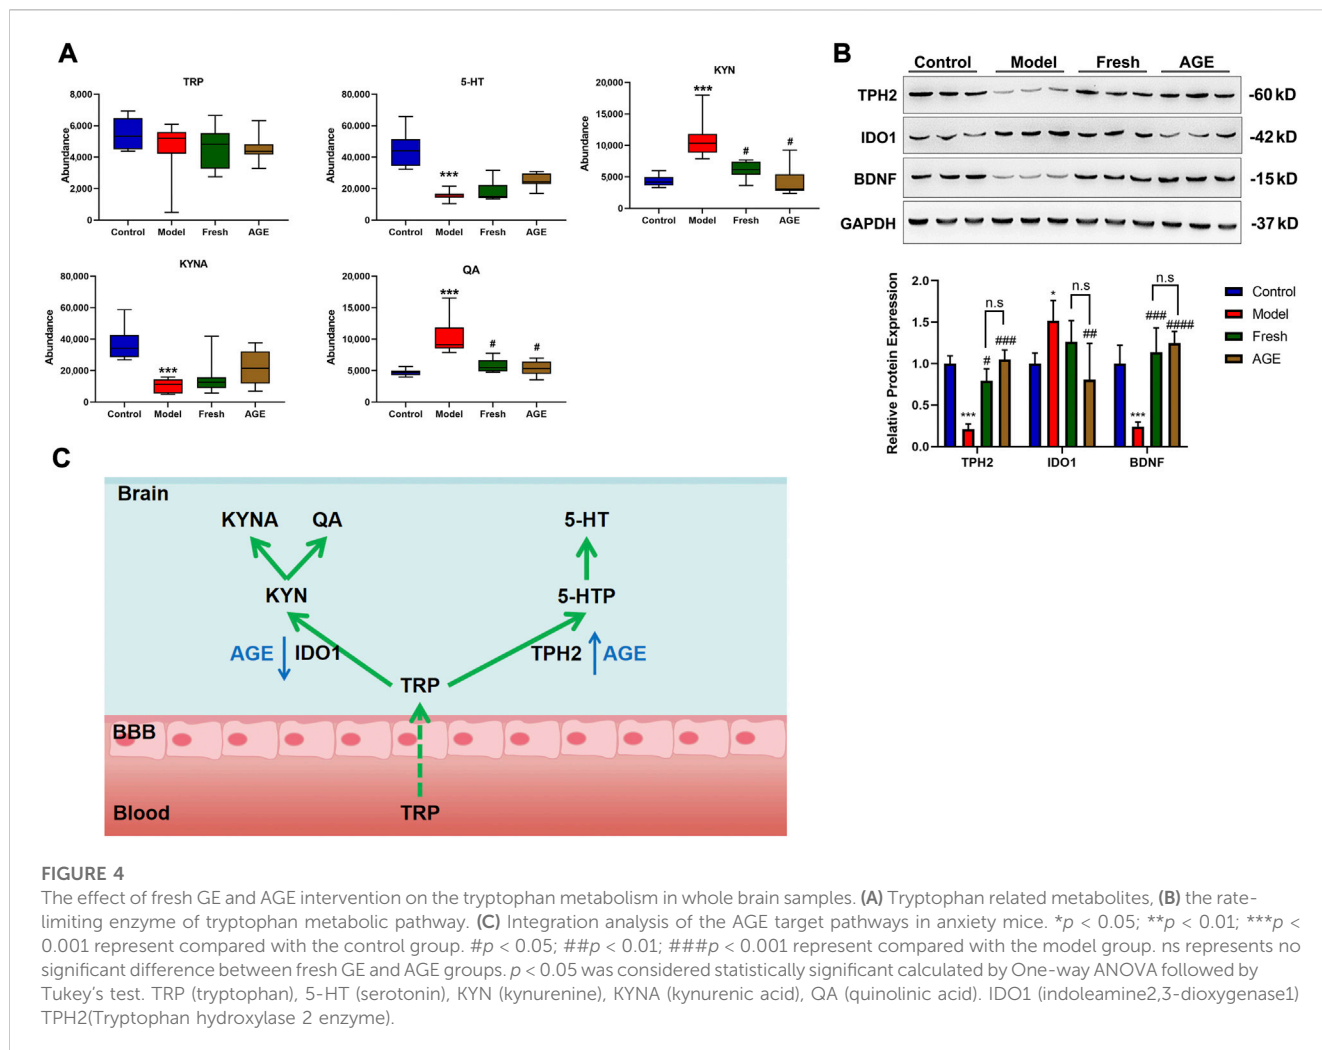 A
TRP
Abundance
8,000
6,000
4,000
2,000
0
Control Model Fresh AGE
5-HT
Abundance
80,000
60,000
40,000
20,000
0
***
Control Model Fresh AGE
KYN
Abundance
20,000
15,000
10,000
5000
0
***
#
#
Control Model Fresh AGE
KYNA
Abundance
80,000
60,000
40,000
20,000
0
***
Control Model Fresh AGE
QA
Abundance
20,000
15,000
10,000
5,000
0
***
#
#
Control Model Fresh AGE
B
Control Model Fresh AGE
TPH2 -60 kD
IDO1 -42 kD
BDNF -15 kD
GAPDH -37 kD
Relative Protein Expression
2.0
1.5
1.0
0.5
0.0
***
#
n.s
###
*
n.s
##
***
n.s
###
####
TPH2 IDO1 BDNF
Control
Model
Fresh
AGE
C
Brain
KYNA QA 5-HT
KYN 5-HTP
AGE IDO1 TPH2 AGE
TRP
BBB
Blood TRP
FIGURE 4
The effect of fresh GE and AGE intervention on the tryptophan metabolism in whole brain samples. (A) Tryptophan related metabolites, (B) the rate-
limiting enzyme of tryptophan metabolic pathway. (C) Integration analysis of the AGE target pathways in anxiety mice. *p < 0.05; **p < 0.01; ***p <
0.001 represent compared with the control group. #p < 0.05; ##p < 0.01; ###p < 0.001 represent compared with the model group. ns represents no
significant difference between fresh GE and AGE groups. p < 0.05 was considered statistically significant calculated by One-way ANOVA followed by
Tukey's test. TRP (tryptophan), 5-HT (serotonin), KYN (kynurenine), KYNA (kynurenic acid), QA (quinolinic acid). IDO1 (indoleamine2,3-dioxygenase1)
TPH2(Tryptophan hydroxylase 2 enzyme).